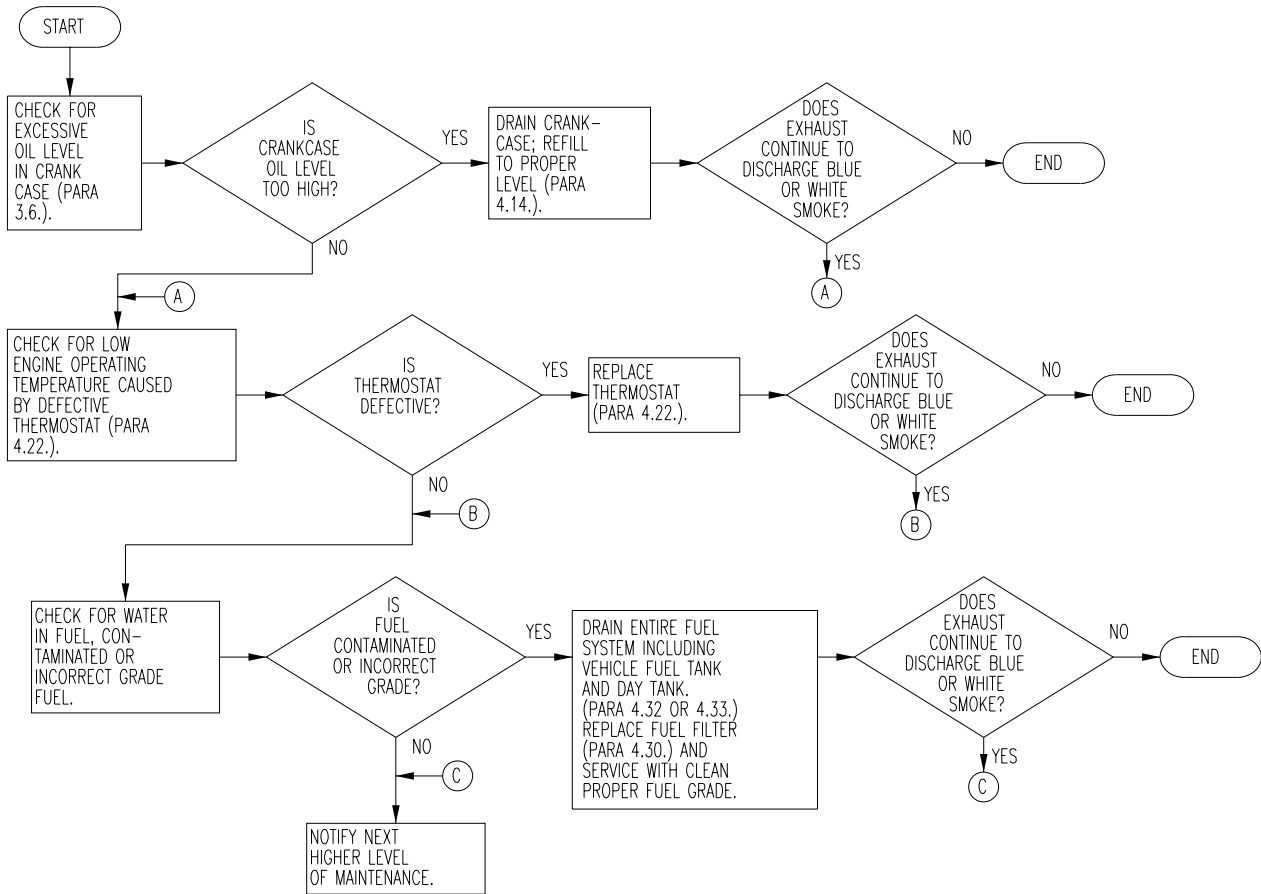 START
CHECK FOR
EXCESSIVE
OIL LEVEL
IN CRANK
CASE (PARA
3.6.).
IS
CRANKCASE
OIL LEVEL
TOO HIGH?
YES
NO
DRAIN CRANK-
CASE; REFILL
TO PROPER
LEVEL (PARA
4.14.).
DOES
EXHAUST
CONTINUE TO
DISCHARGE BLUE
OR WHITE
SMOKE?
NO
END
YES
A
A
CHECK FOR LOW
ENGINE OPERATING
TEMPERATURE CAUSED
BY DEFECTIVE
THERMOSTAT (PARA
4.22.).
IS
THERMOSTAT
DEFECTIVE?
YES
NO
REPLACE
THERMOSTAT
(PARA 4.22.).
DOES
EXHAUST
CONTINUE TO
DISCHARGE BLUE
OR WHITE
SMOKE?
NO
END
YES
B
B
CHECK FOR WATER
IN FUEL, CON-
TAMINATED OR
INCORRECT GRADE
FUEL.
IS
FUEL
CONTAMINATED
OR INCORRECT
GRADE?
YES
NO
DRAIN ENTIRE FUEL
SYSTEM INCLUDING
VEHICLE FUEL TANK
AND DAY TANK.
(PARA 4.32 OR 4.33.)
REPLACE FUEL FILTER
(PARA 4.30.) AND
SERVICE WITH CLEAN
PROPER FUEL GRADE.
DOES
EXHAUST
CONTINUE TO
DISCHARGE BLUE
OR WHITE
SMOKE?
NO
END
YES
C
C
NOTIFY NEXT
HIGHER LEVEL
OF MAINTENANCE.